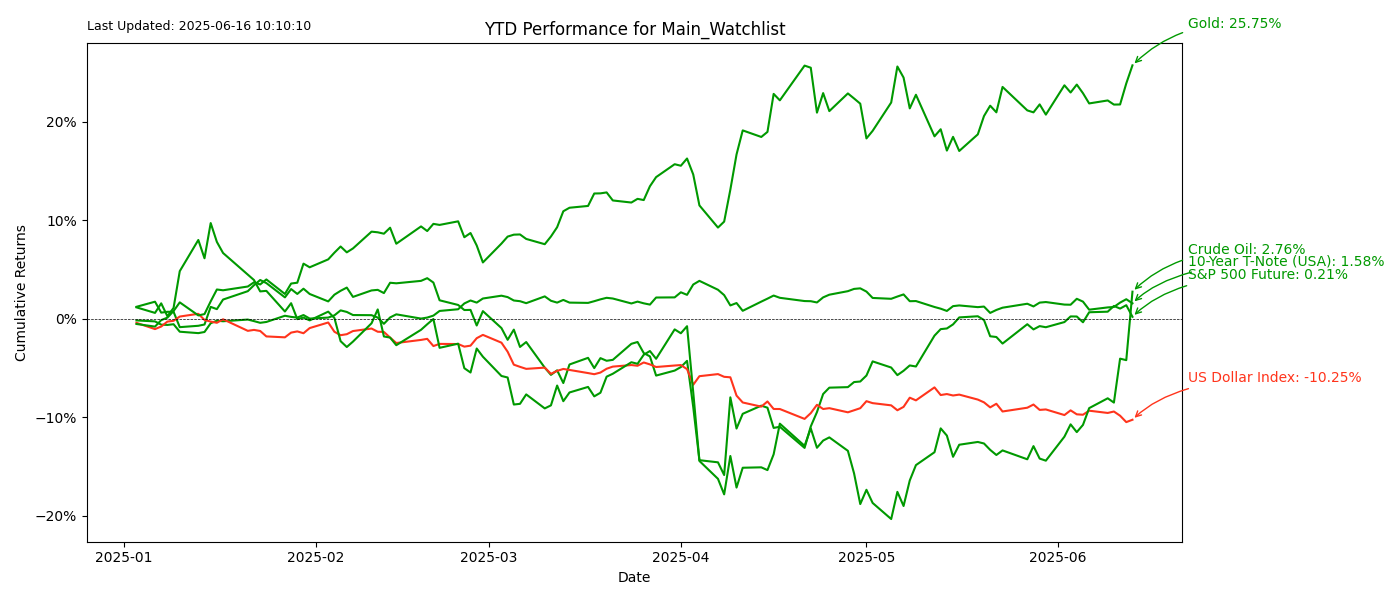 Last Updated: 2025-06-16 10:10:10
YTD Performance for Main_Watchlist
Gold: 25.75%
Crude Oil: 2.76%
10-Year T-Note (USA): 1.58%
S&P 500 Future: 0.21%
US Dollar Index: -10.25%
Cumulative Returns
20%
10%
0%
−10%
−20%
2025-01
2025-02
2025-03
2025-04
2025-05
2025-06
Date